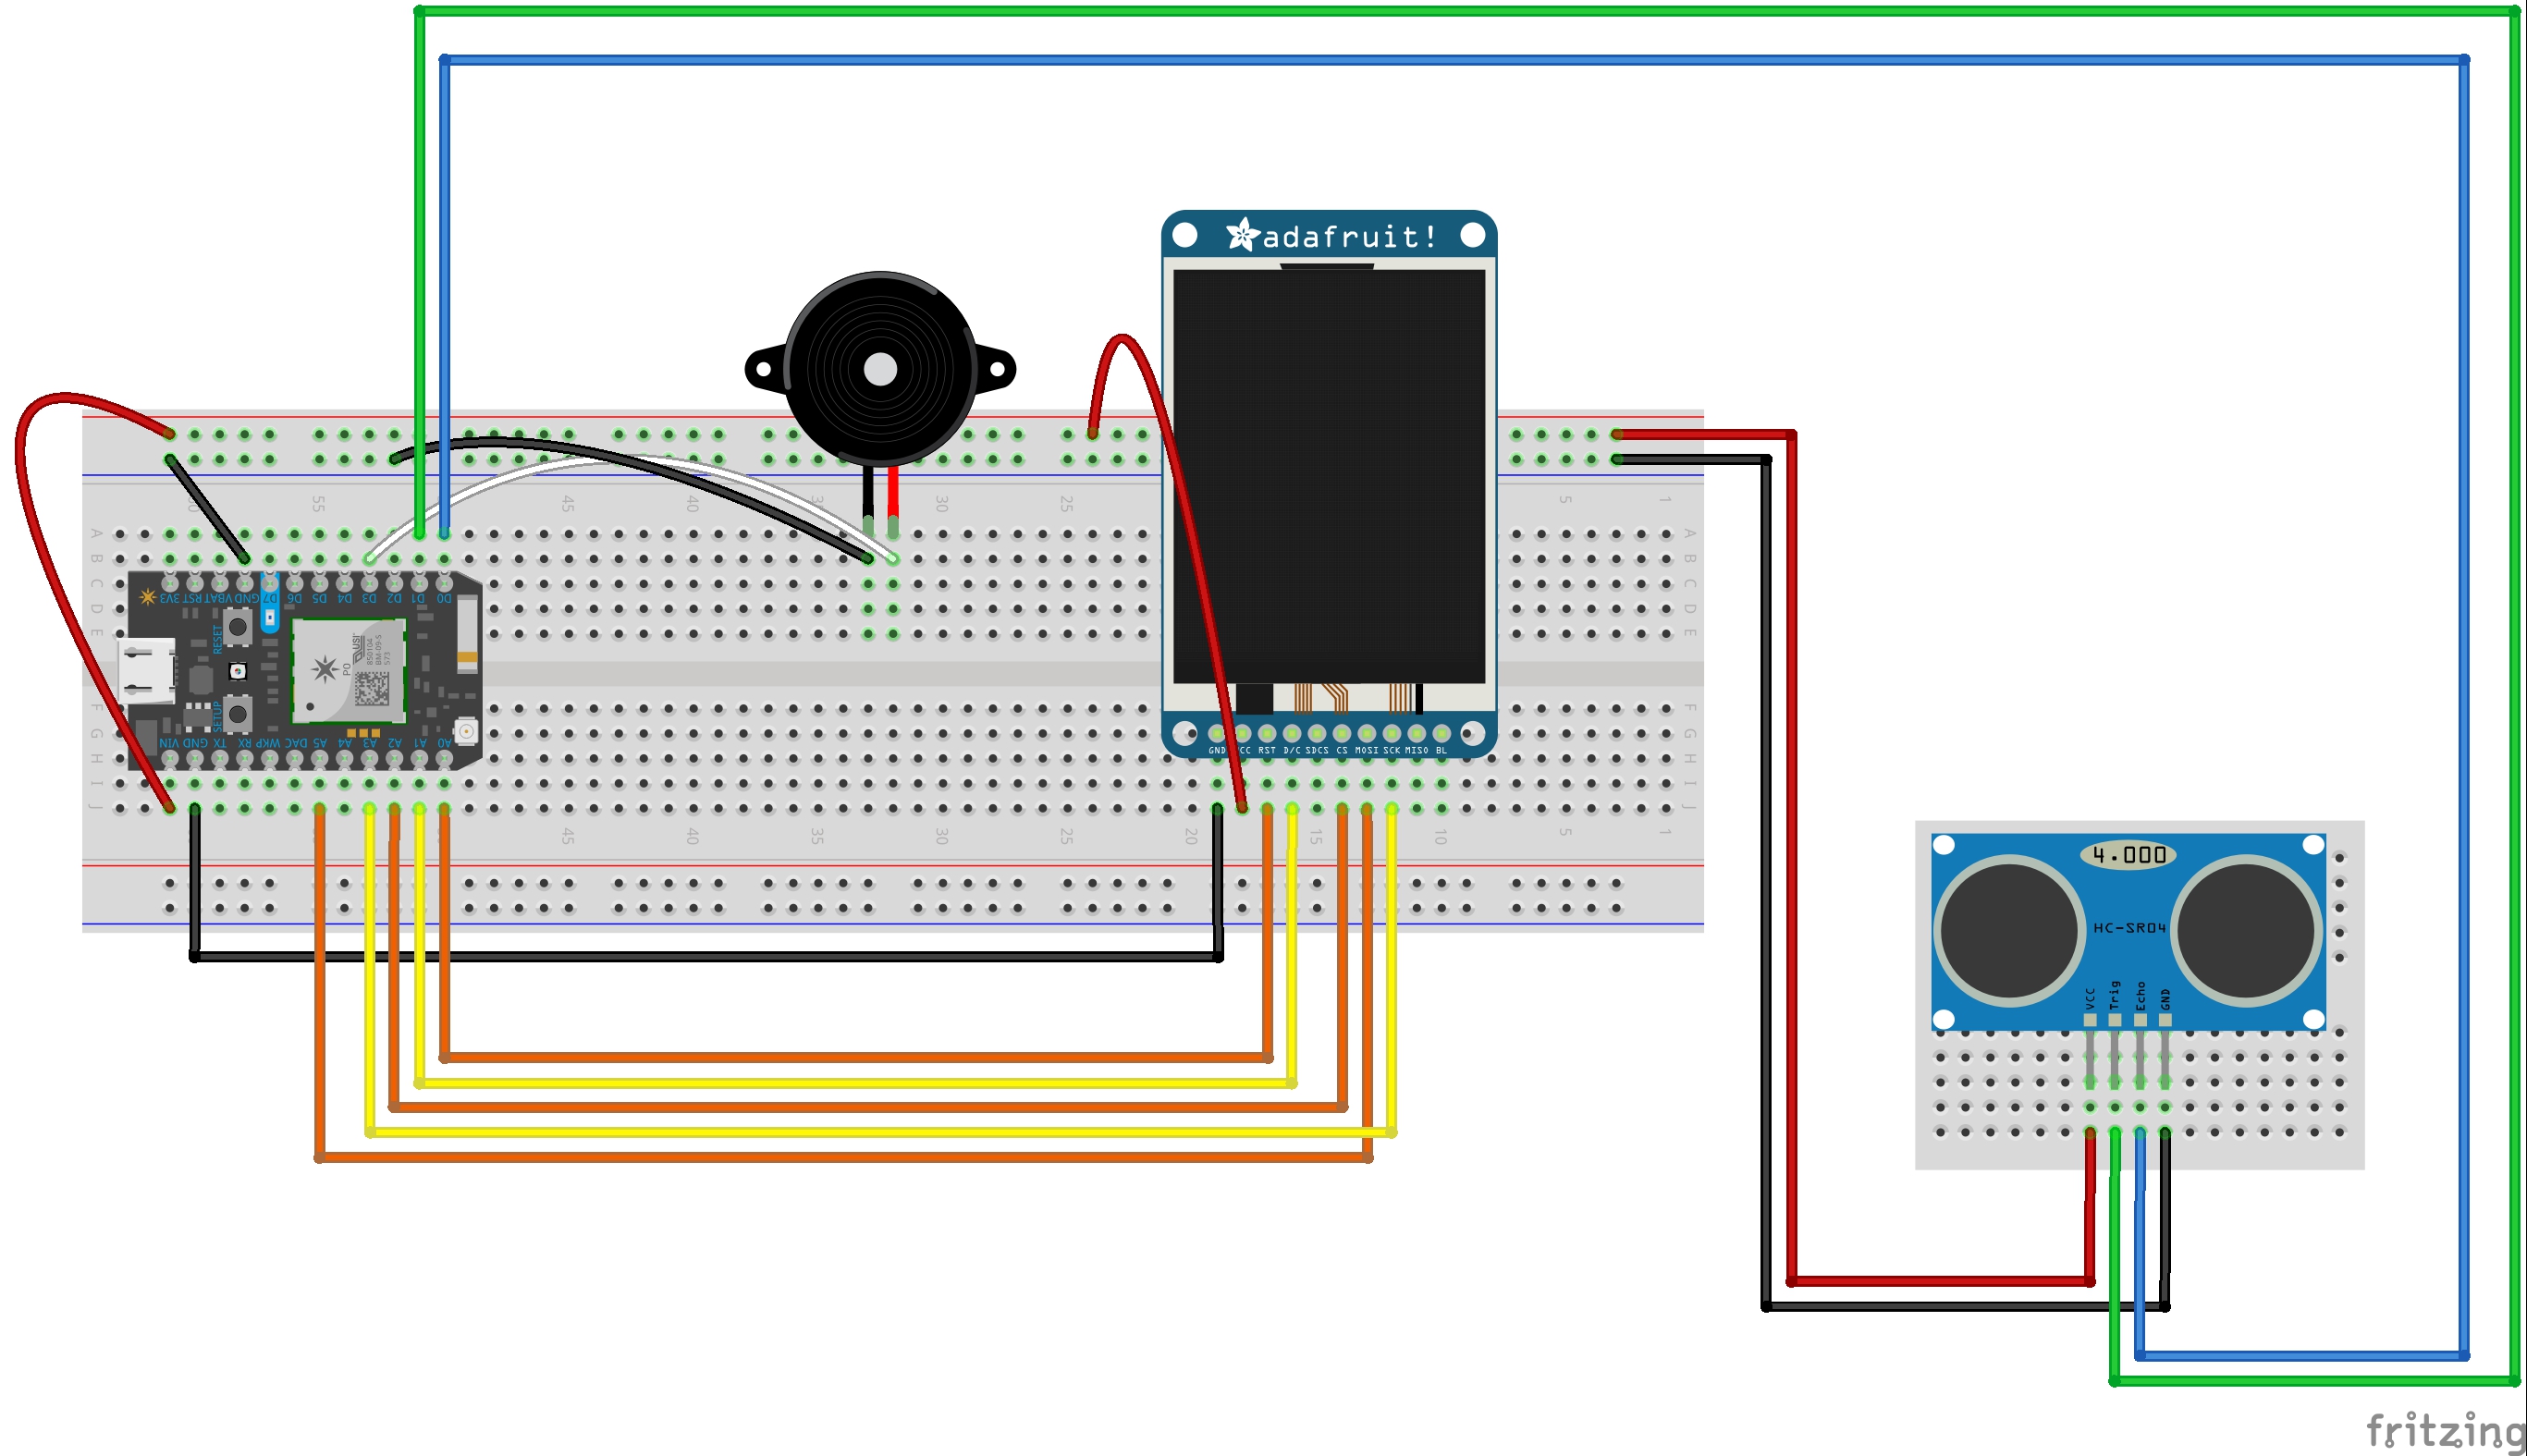 adafruit!
55
45
40
30
25
5
1
A
B
C
D
E
A
B
C
D
E
3V3 RST VBAT GND D7 D6 D5 D4 D3 D2 D1 D0
RESET
P0
USI
SETUP
VIN GND TX RX WKP DAC A5 A4 A3 A2 A1 A0
F
G
H
I
J
F
G
H
I
J
GND CC RST D/C SDCS CS MOSI SCK MISO BL
45
40
35
30
25
20
15
10
5
1
4.000
HC-SR04
VCC Trig Echo GND
fritzing